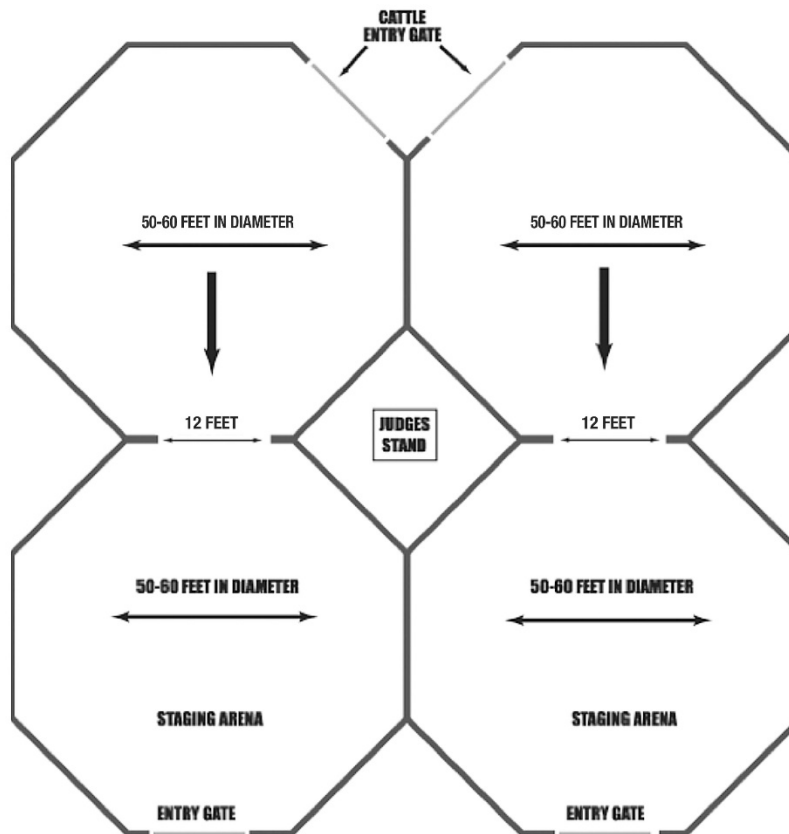 CATTLE
ENTRY GATE
50-60 FEET IN DIAMETER
50-60 FEET IN DIAMETER
12 FEET
JUDGES
STAND
12 FEET
50-60 FEET IN DIAMETER
50-60 FEET IN DIAMETER
STAGING ARENA
STAGING ARENA
ENTRY GATE
ENTRY GATE